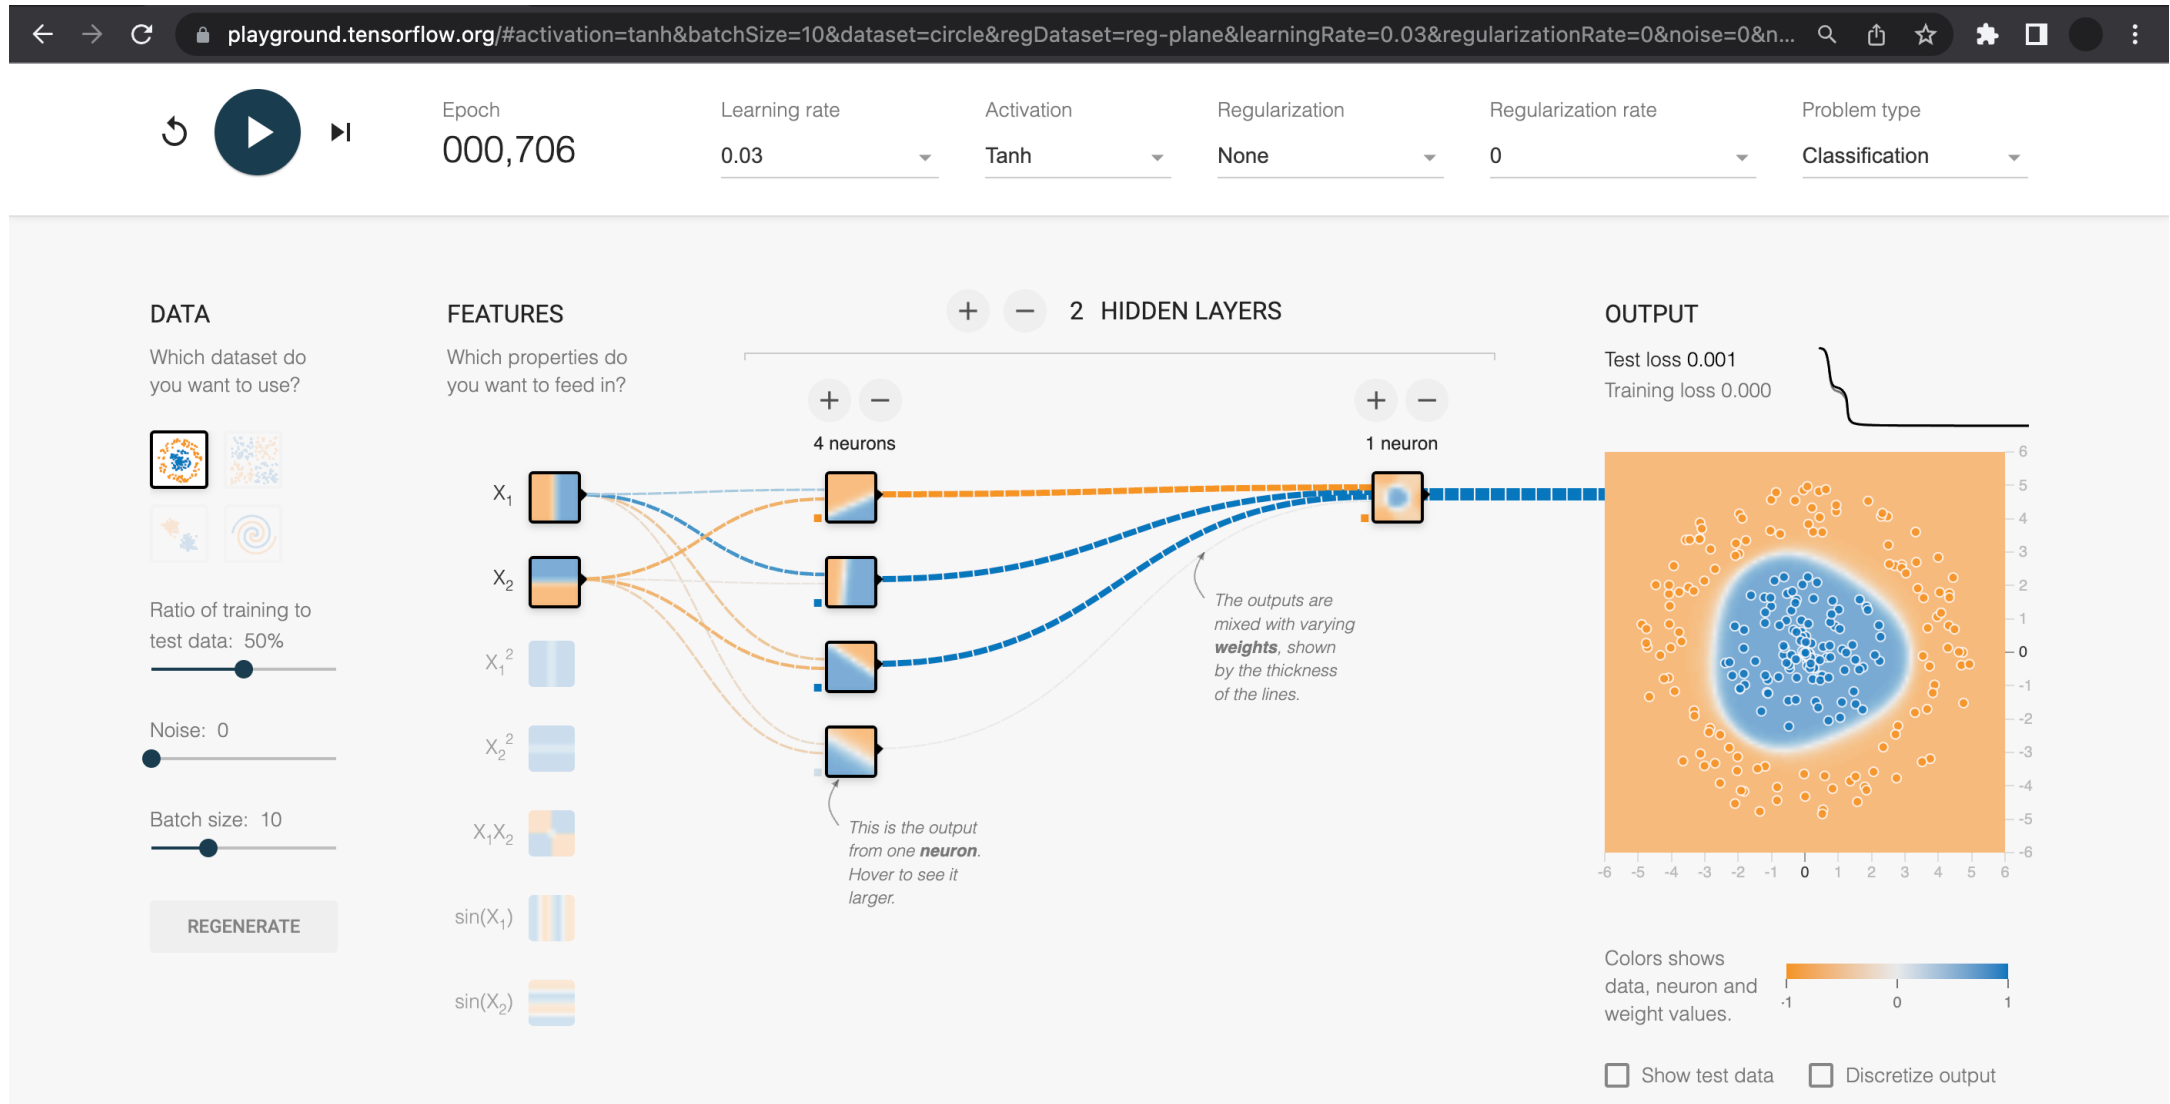 playground.tensorflow.org/#activation=tanh&batchSize=10&dataset=circle&regDataset=reg-plane&learningRate=0.03&regularizationRate=0&noise=0&n...
Epoch
000,706
Learning rate
0.03
Activation
Tanh
Regularization
None
Regularization rate
0
Problem type
Classification
DATA
Which dataset do
you want to use?
Ratio of training to
test data: 50%
Noise: 0
Batch size: 10
REGENERATE
FEATURES
Which properties do
you want to feed in?
X1
X2
X1²
X2²
X1X2
sin(X1)
sin(X2)
+ − 2 HIDDEN LAYERS
+ −
4 neurons
+ −
1 neuron
The outputs are
mixed with varying
weights, shown
by the thickness
of the lines.
This is the output
from one neuron.
Hover to see it
larger.
OUTPUT
Test loss 0.001
Training loss 0.000
6
5
4
3
2
1
0
-1
-2
-3
-4
-5
-6
-6 -5 -4 -3 -2 -1 0 1 2 3 4 5 6
Colors shows
data, neuron and
weight values.
-1 0 1
Show test data
Discretize output